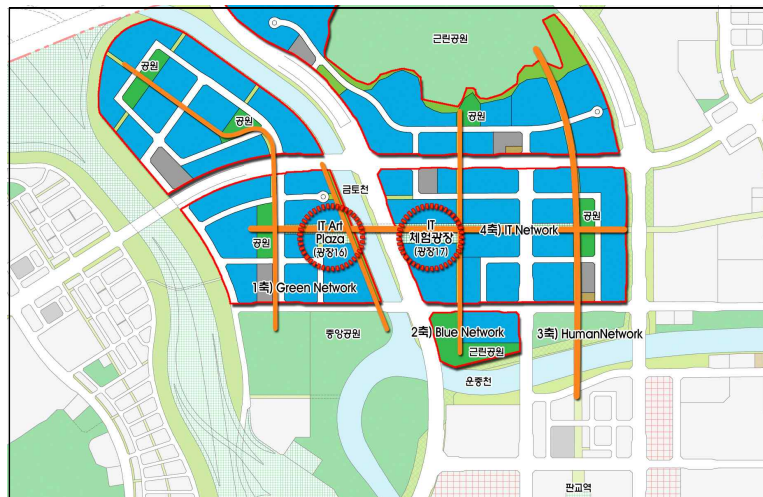 근린공원
공원
공원
공원
금토천
IT Art
Plaza
(광장16)
IT
체험광장
(광장17)
4축) IT Network
공원
공원
1축) Green Network
중앙공원
2축) Blue Network
근린공원
3축) HumanNetwork
운중천
판교역